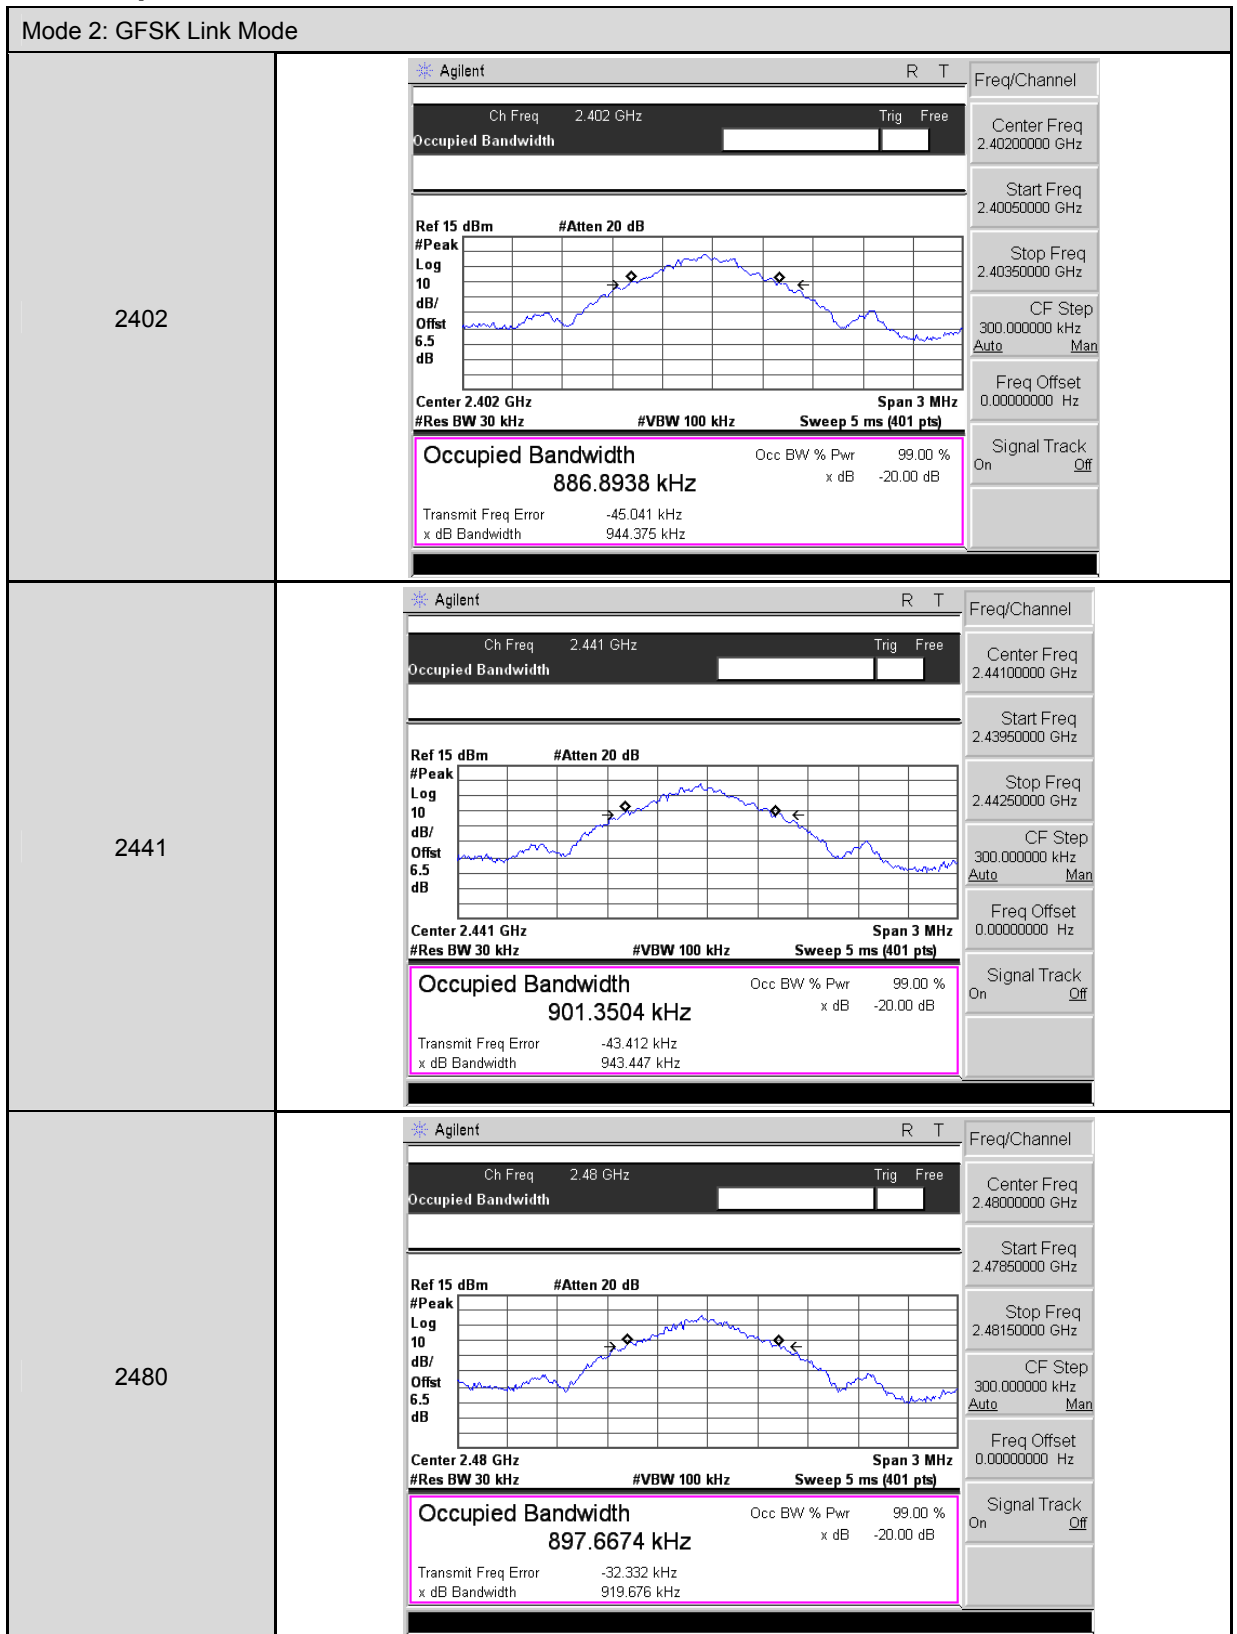 Mode 2: GFSK Link Mode
2402
Agilent R T
Freq/Channel
Ch Freq 2.402 GHz Trig Free
Occupied Bandwidth
Center Freq
2.40200000 GHz
Start Freq
2.40050000 GHz
Stop Freq
2.40350000 GHz
CF Step
300.000000 kHz
Auto Man
Freq Offset
0.00000000 Hz
Signal Track
On Off
Ref 15 dBm #Atten 20 dB
#Peak
Log
10
dB/
Offst
6.5
dB
Center 2.402 GHz Span 3 MHz
#Res BW 30 kHz #VBW 100 kHz Sweep 5 ms (401 pts)
Occupied Bandwidth Occ BW % Pwr 99.00 %
886.8938 kHz x dB -20.00 dB
Transmit Freq Error -45.041 kHz
x dB Bandwidth 944.375 kHz
2441
Agilent R T
Freq/Channel
Ch Freq 2.441 GHz Trig Free
Occupied Bandwidth
Center Freq
2.44100000 GHz
Start Freq
2.43950000 GHz
Stop Freq
2.44250000 GHz
CF Step
300.000000 kHz
Auto Man
Freq Offset
0.00000000 Hz
Signal Track
On Off
Ref 15 dBm #Atten 20 dB
#Peak
Log
10
dB/
Offst
6.5
dB
Center 2.441 GHz Span 3 MHz
#Res BW 30 kHz #VBW 100 kHz Sweep 5 ms (401 pts)
Occupied Bandwidth Occ BW % Pwr 99.00 %
901.3504 kHz x dB -20.00 dB
Transmit Freq Error -43.412 kHz
x dB Bandwidth 943.447 kHz
2480
Agilent R T
Freq/Channel
Ch Freq 2.48 GHz Trig Free
Occupied Bandwidth
Center Freq
2.48000000 GHz
Start Freq
2.47850000 GHz
Stop Freq
2.48150000 GHz
CF Step
300.000000 kHz
Auto Man
Freq Offset
0.00000000 Hz
Signal Track
On Off
Ref 15 dBm #Atten 20 dB
#Peak
Log
10
dB/
Offst
6.5
dB
Center 2.48 GHz Span 3 MHz
#Res BW 30 kHz #VBW 100 kHz Sweep 5 ms (401 pts)
Occupied Bandwidth Occ BW % Pwr 99.00 %
897.6674 kHz x dB -20.00 dB
Transmit Freq Error -32.332 kHz
x dB Bandwidth 919.676 kHz